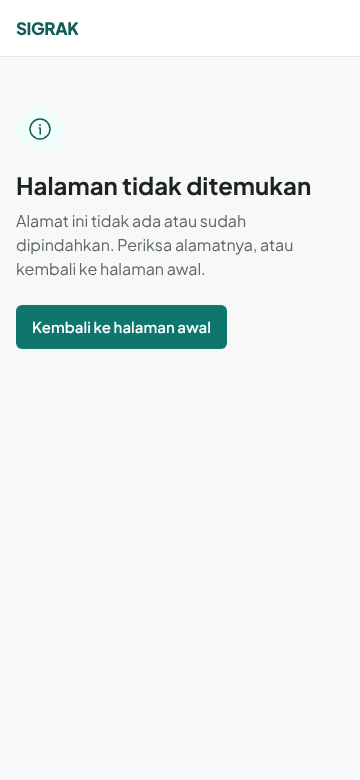 SIGRAK
Halaman tidak ditemukan
Alamat ini tidak ada atau sudah
dipindahkan. Periksa alamatnya, atau
kembali ke halaman awal.
Kembali ke halaman awal